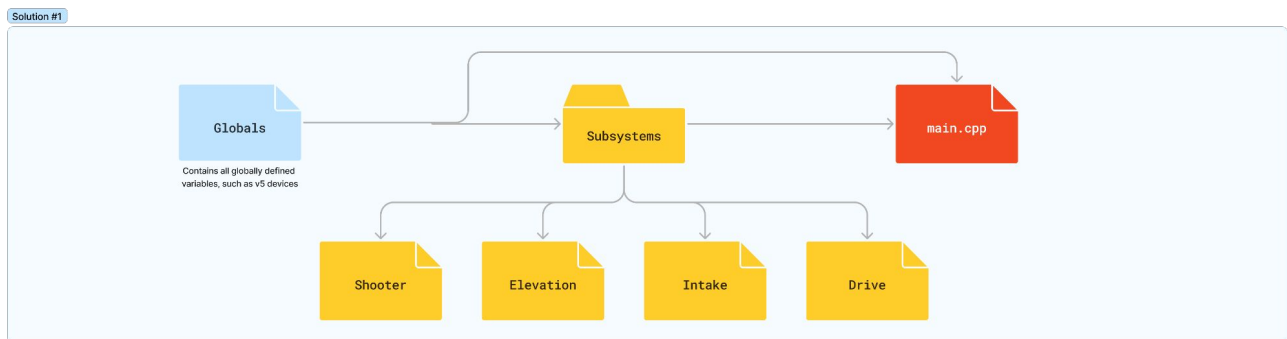 Solution #1
Globals
Subsystems
main.cpp
Contains all globally defined
variables, such as v5 devices
Shooter
Elevation
Intake
Drive